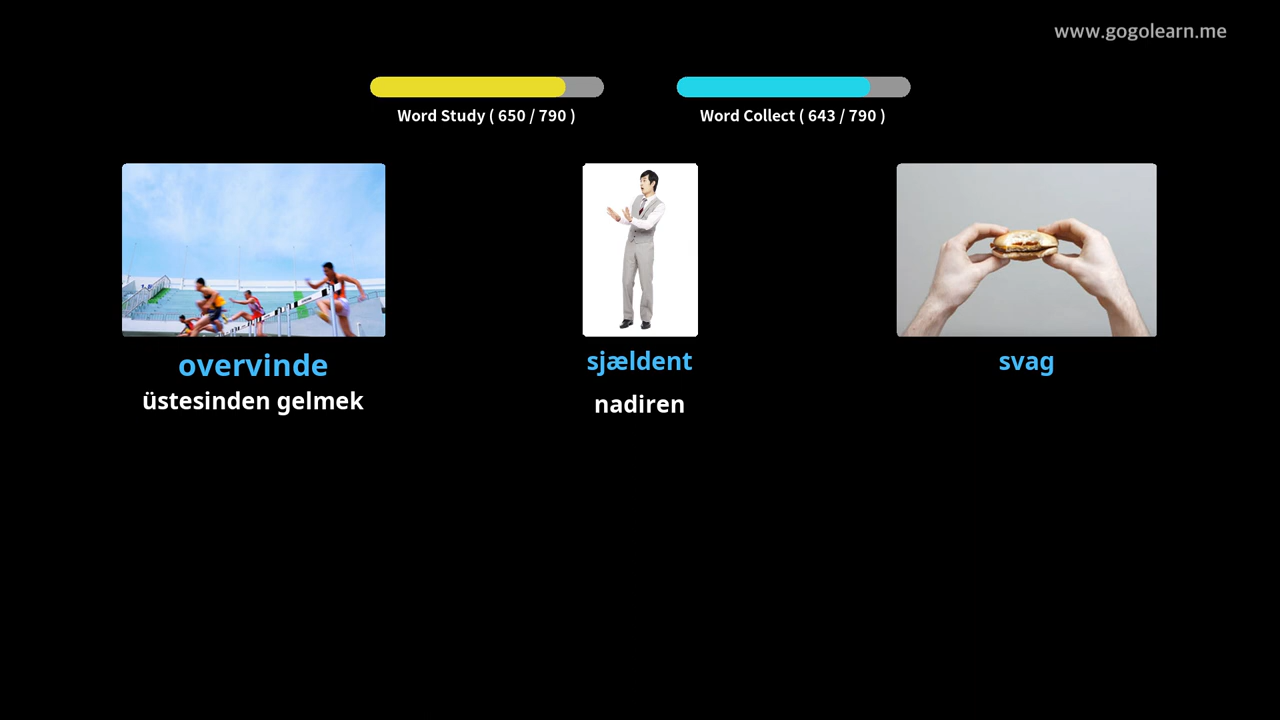 www.gogolearn.me
Word Study ( 650 / 790 )
Word Collect ( 643 / 790 )
overvinde
üstesinden gelmek
sjældent
nadiren
svag